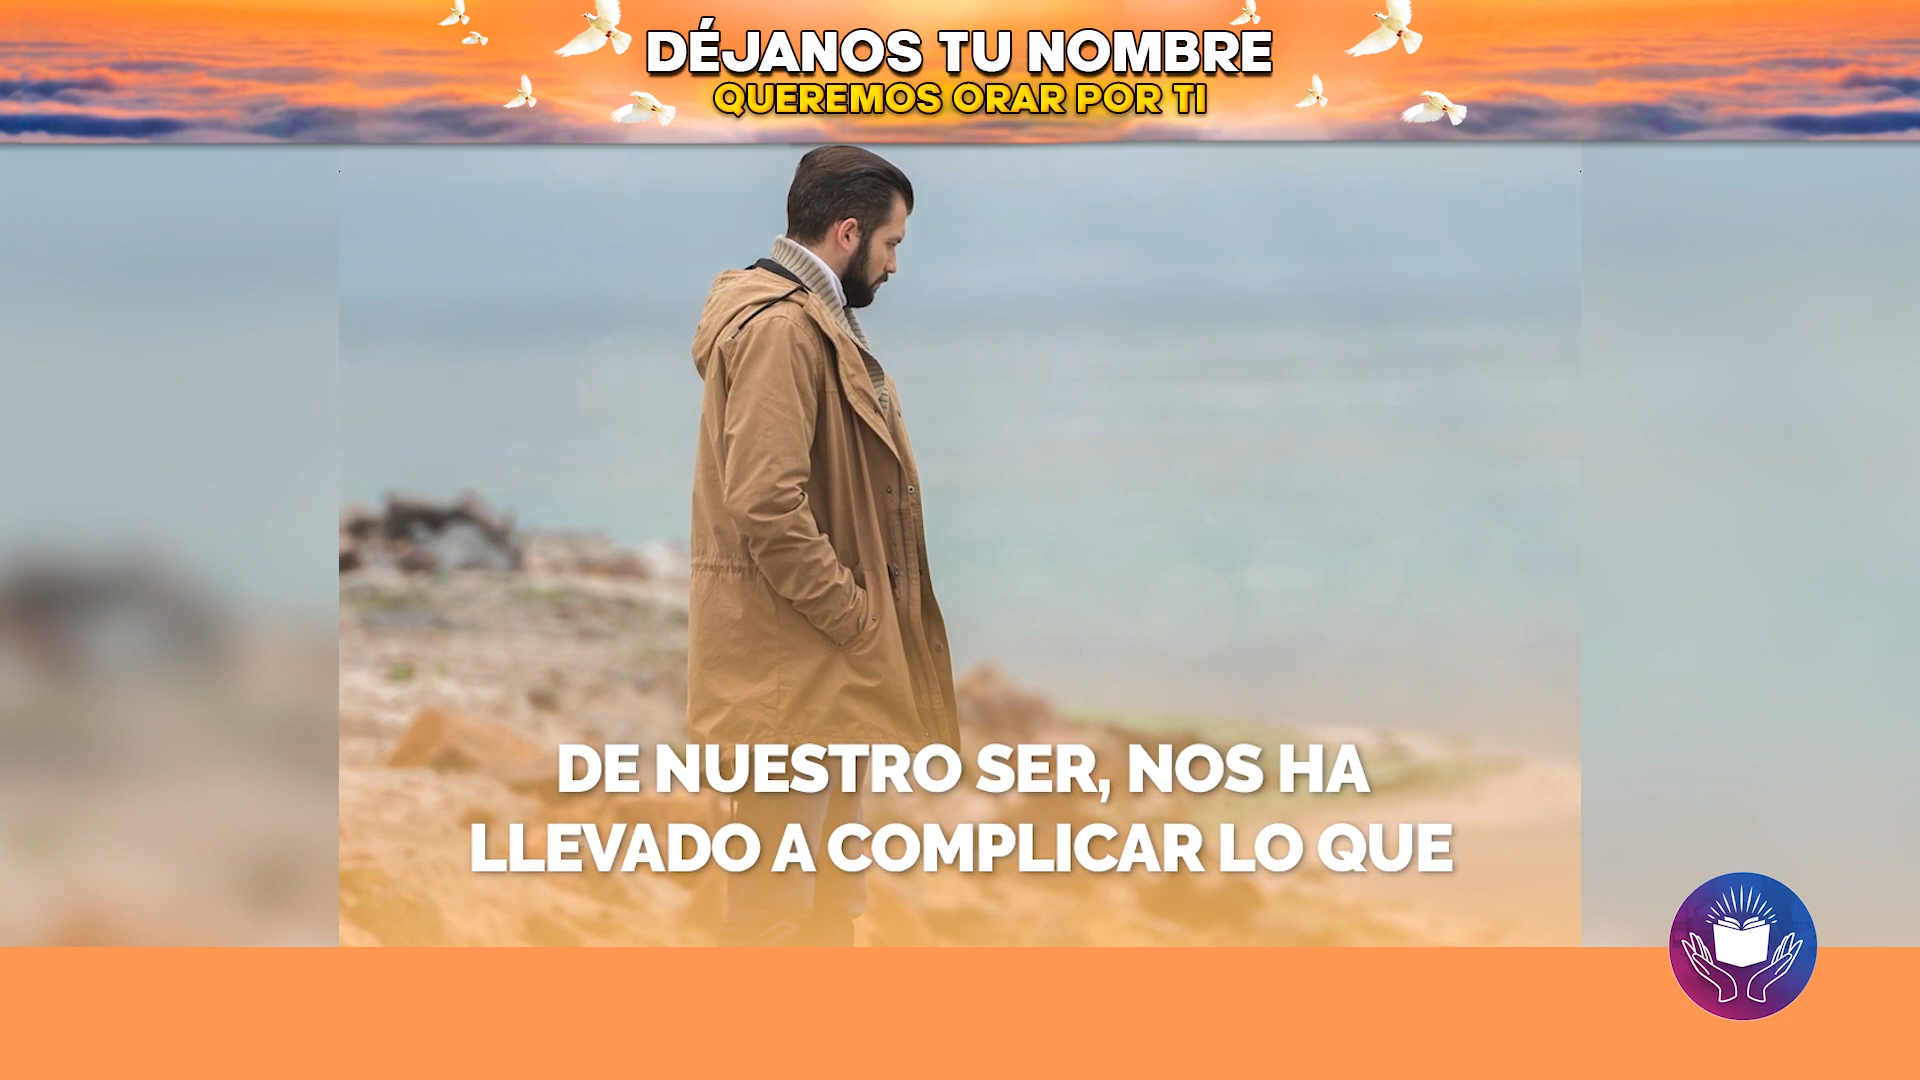 DÉJANOS TU NOMBRE
QUEREMOS ORAR POR TI
DE NUESTRO SER, NOS HA
LLEVADO A COMPLICAR LO QUE